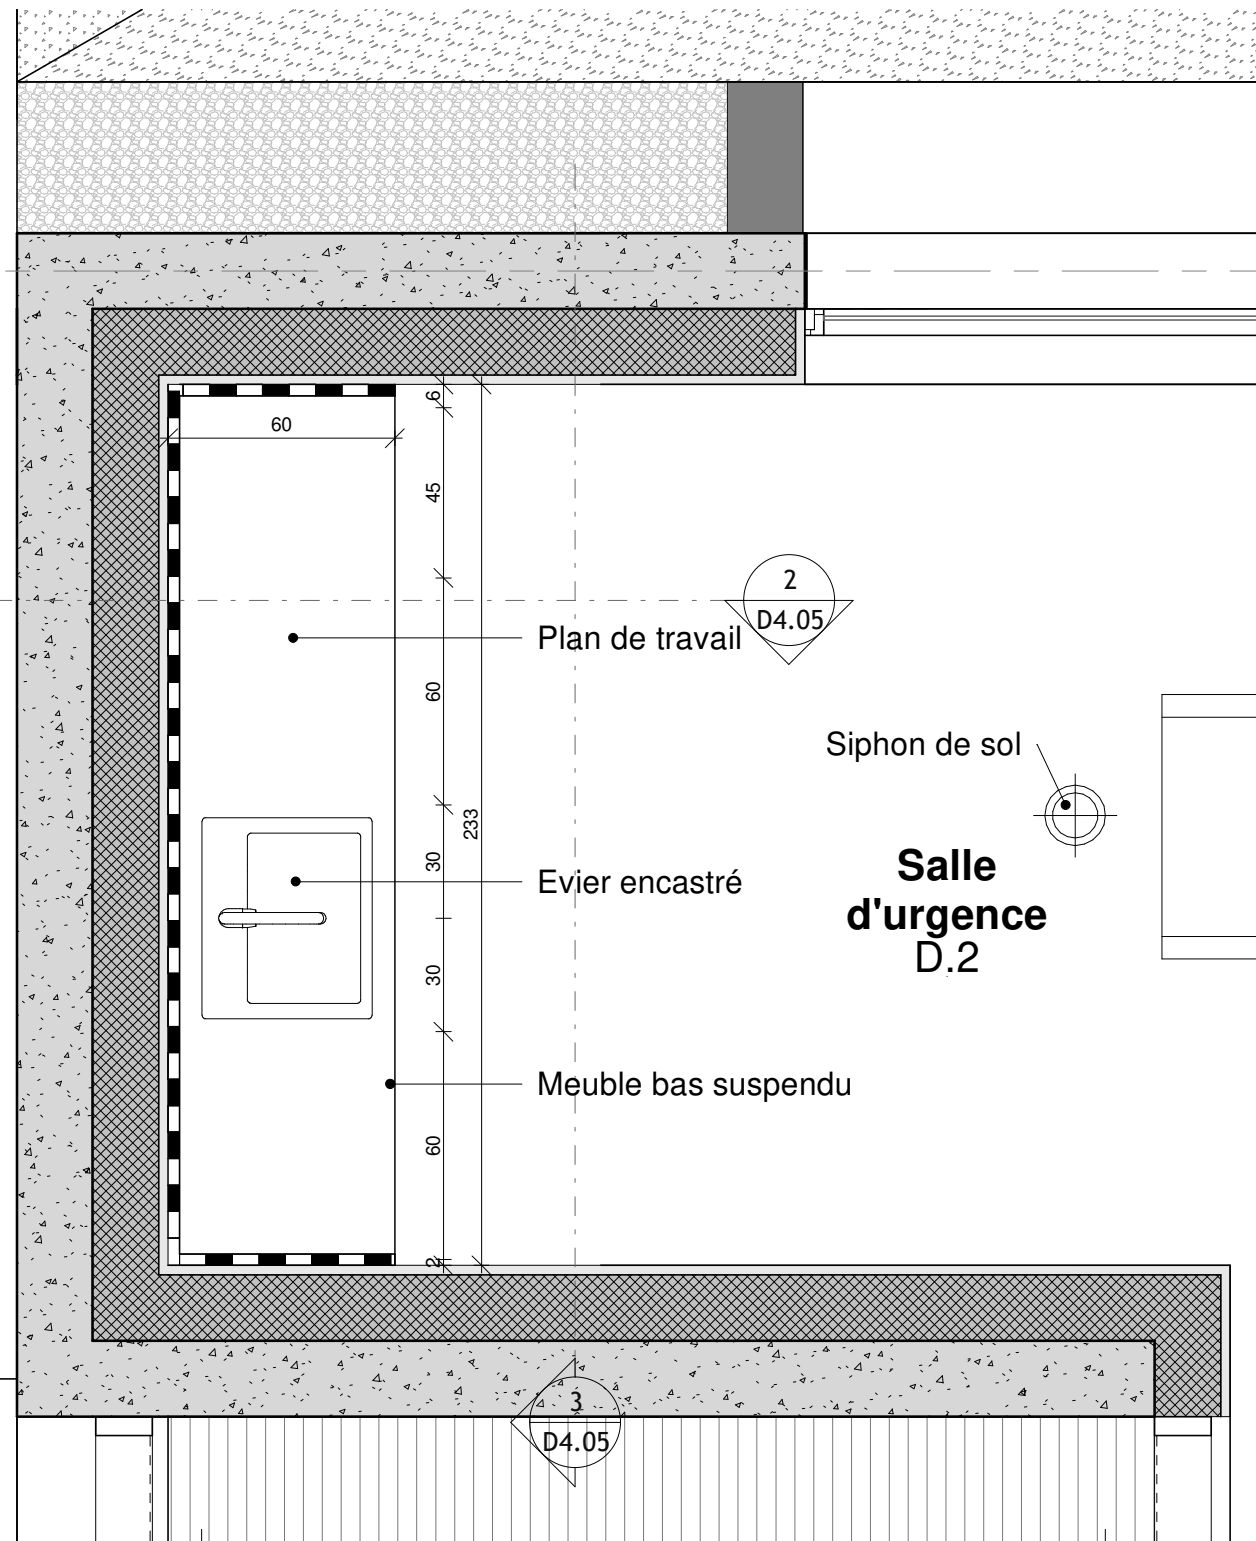 6
60
45
2
D4.05
Plan de travail
60
Siphon de sol
233
30
Evier encastré
Salle
d'urgence
D.2
30
Meuble bas suspendu
60
2
3
D4.05